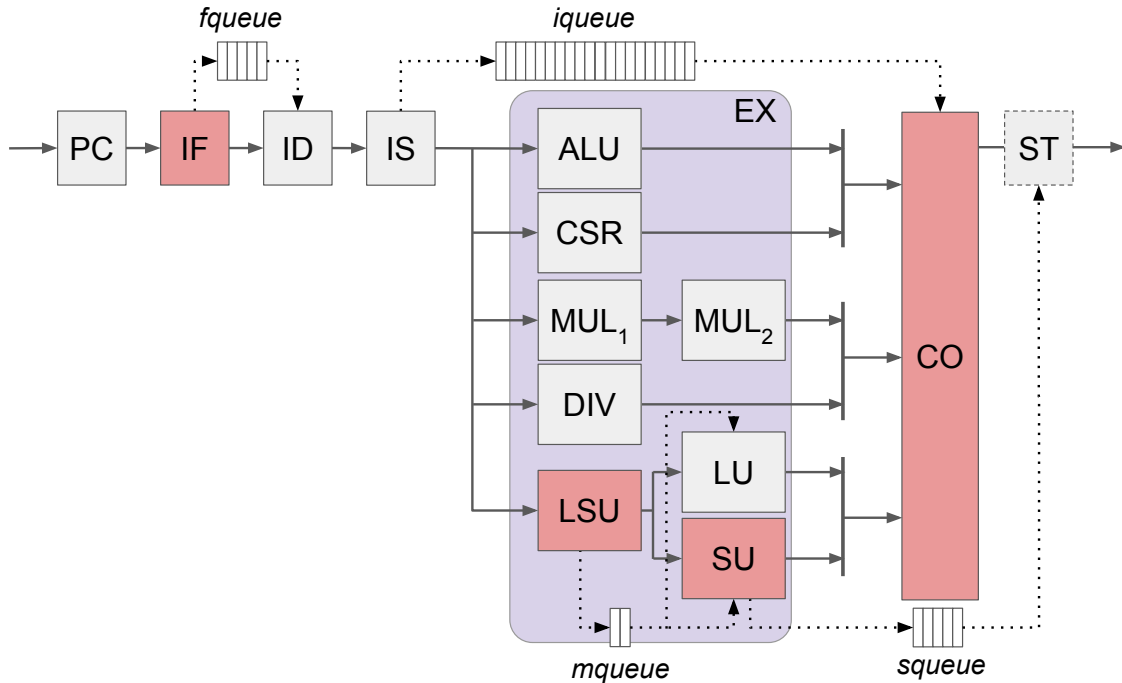 fqueue
iqueue
PC
IF
ID
IS
EX
ALU
CSR
MUL1
MUL2
DIV
LSU
LU
SU
CO
ST
mqueue
squeue